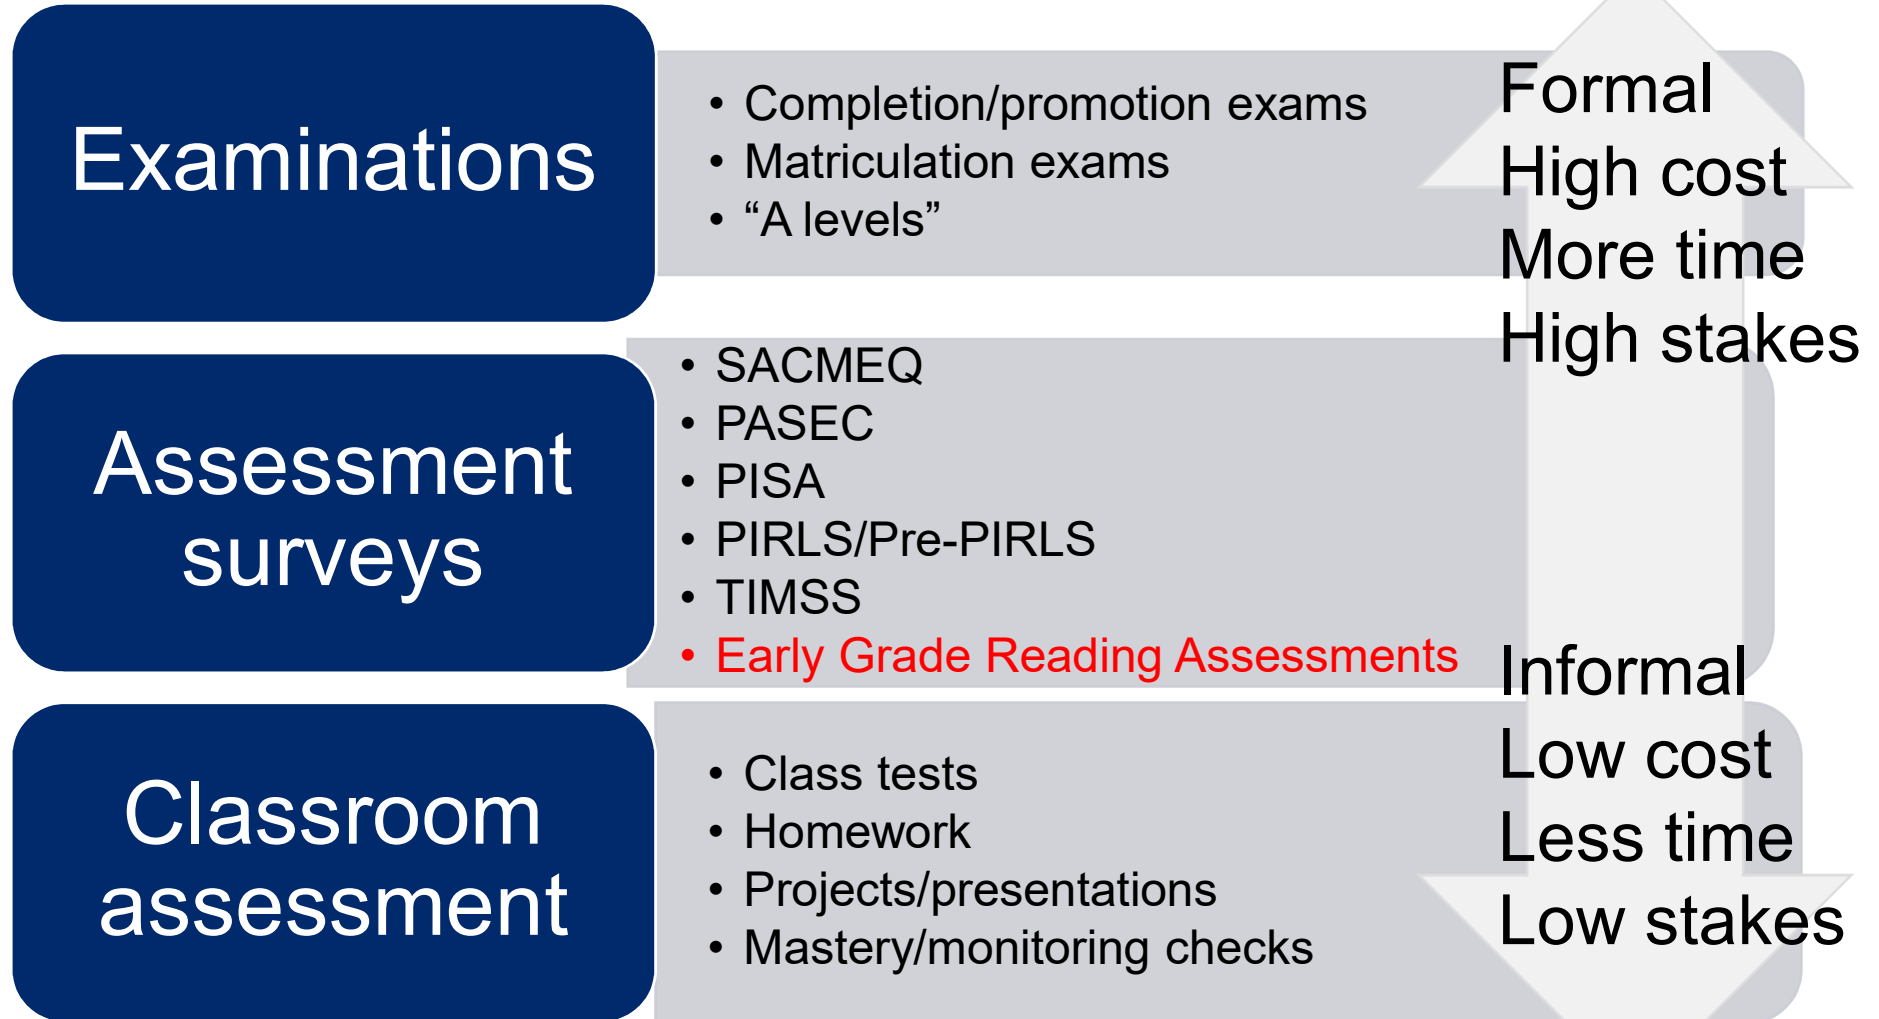 Examinations
• Completion/promotion exams
• Matriculation exams
• “A levels”
Assessment
surveys
• SACMEQ
• PASEC
• PISA
• PIRLS/Pre-PIRLS
• TIMSS
• Early Grade Reading Assessments
Classroom
assessment
• Class tests
• Homework
• Projects/presentations
• Mastery/monitoring checks
Formal
High cost
More time
High stakes
Informal
Low cost
Less time
Low stakes